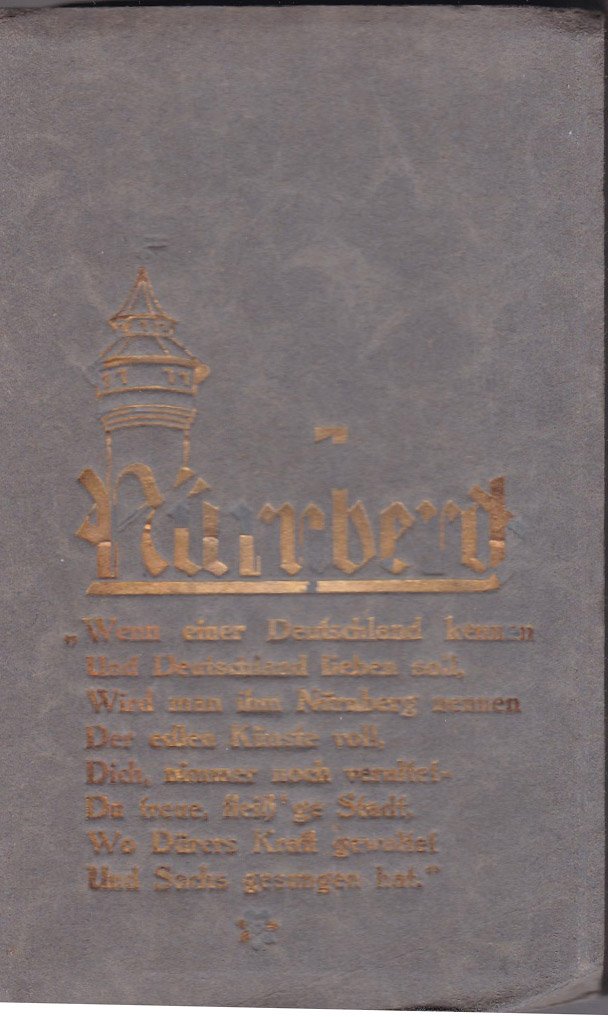 Nürnberg
„Wenn einer Deutschland kennen
Und Deutschland lieben soll,
Wird man ihm Nürnberg nennen
Der edlen Künste voll.
Dich, nimmer noch veraltet-
Du treue, fleiß'ge Stadt,
Wo Dürers Kraft gewaltet
Und Sachs gesungen hat.“